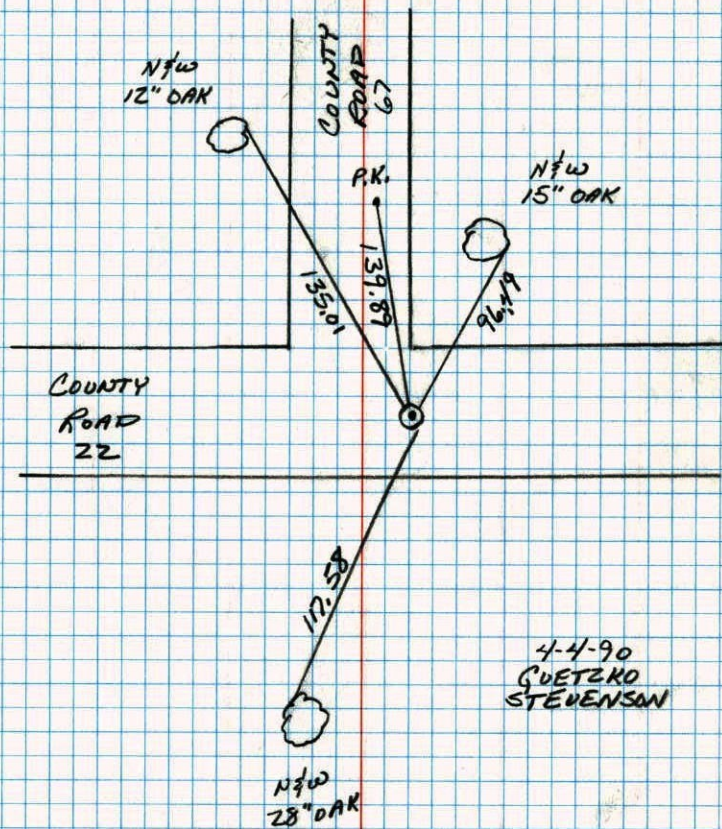 N&W
12" OAK
COUNTY
ROAD
67
P.K.
N&W
15" OAK
135.01
139.89
96.49
COUNTY
ROAD
22
117.58
4-4-90
GUETZKO
STEVENSON
N&W
28" OAK